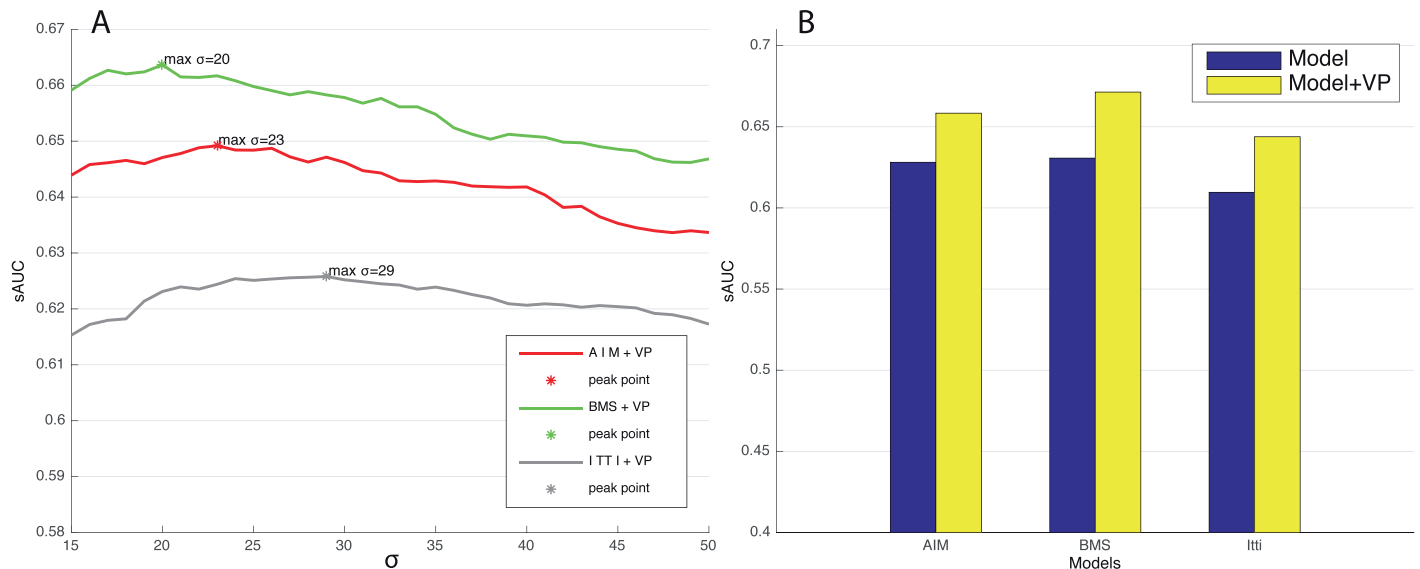 A
0.67
0.66
0.65
0.64
0.63
0.62
0.61
0.6
0.59
0.58
sAUC
max σ=20
max σ=23
max σ=29
A I M + VP
peak point
BMS + VP
peak point
I TT I + VP
peak point
15 20 25 30 35 40 45 50
σ
B
0.7
0.65
0.6
0.55
0.5
0.45
0.4
sAUC
Model
Model+VP
AIM BMS Itti
Models